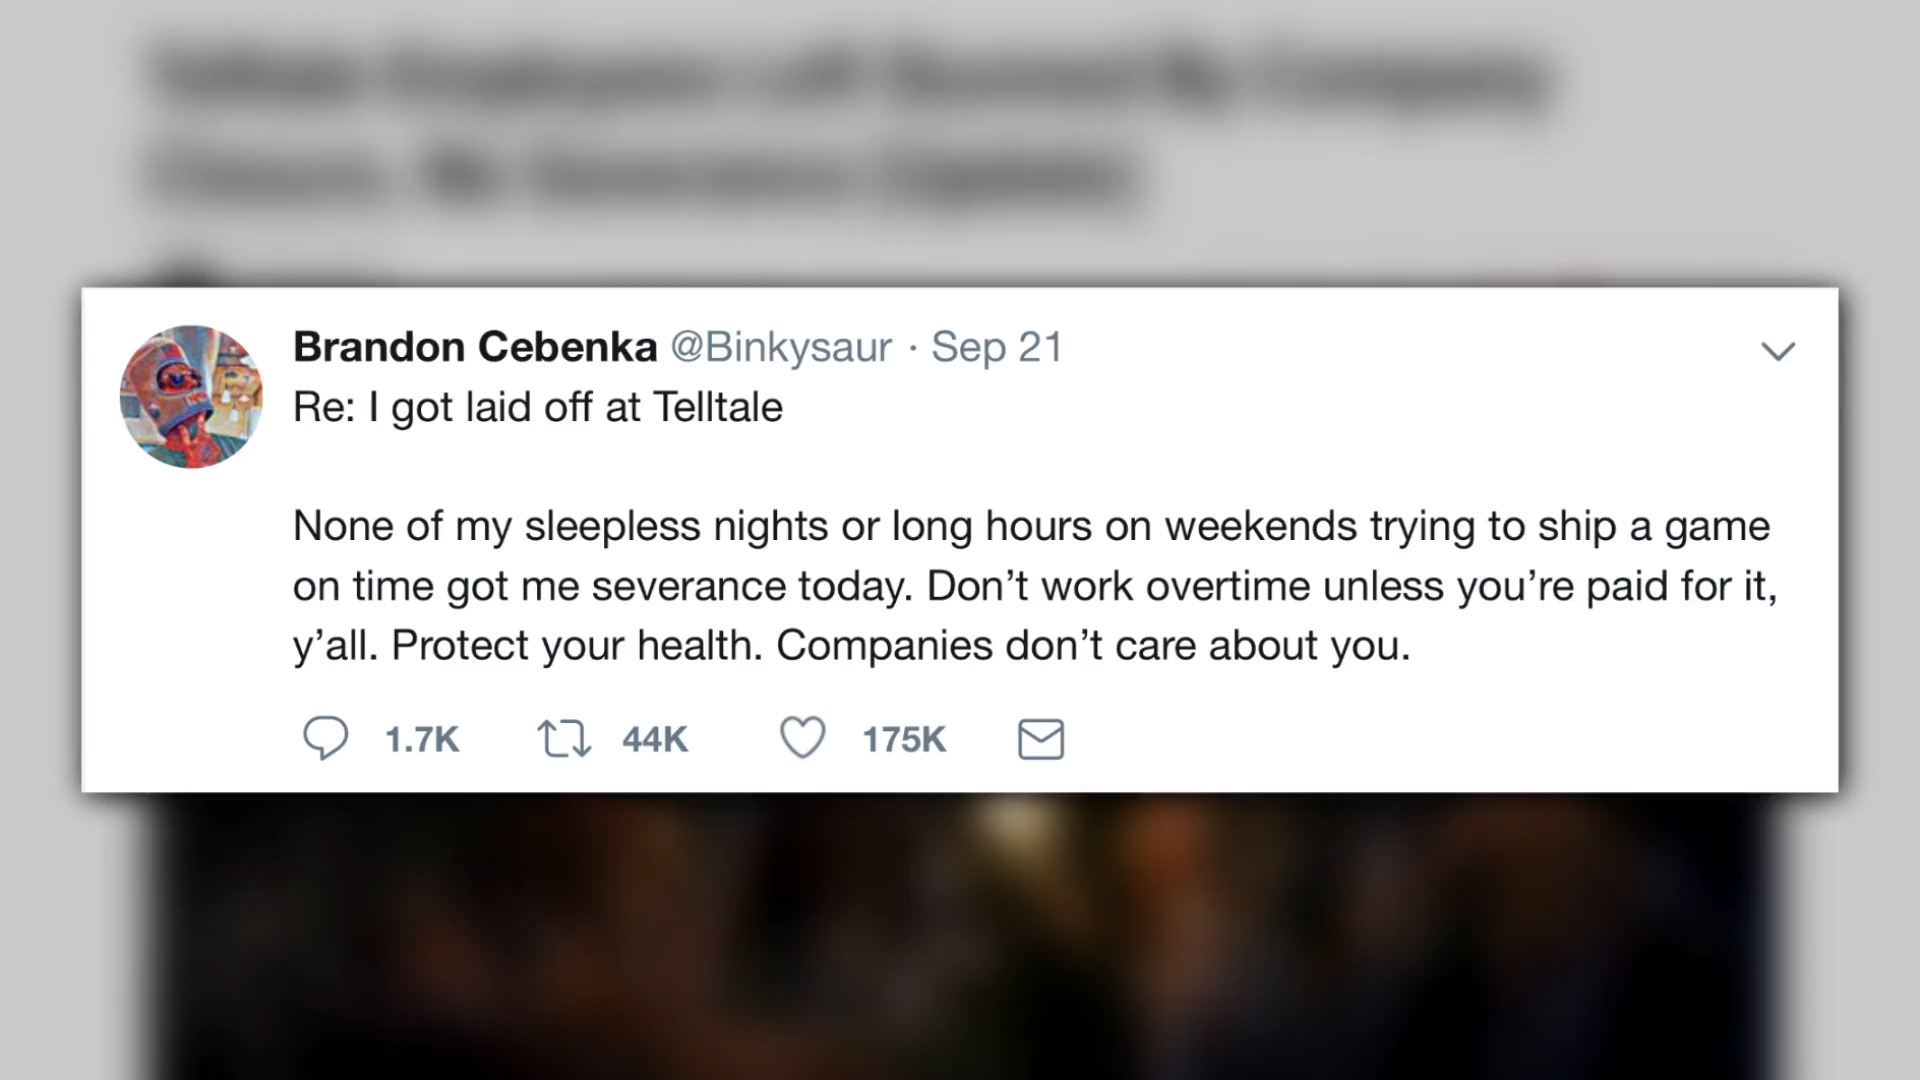 Brandon Cebenka @Binkysaur · Sep 21
Re: I got laid off at Telltale
None of my sleepless nights or long hours on weekends trying to ship a game
on time got me severance today. Don’t work overtime unless you’re paid for it,
y’all. Protect your health. Companies don’t care about you.
1.7K 44K 175K